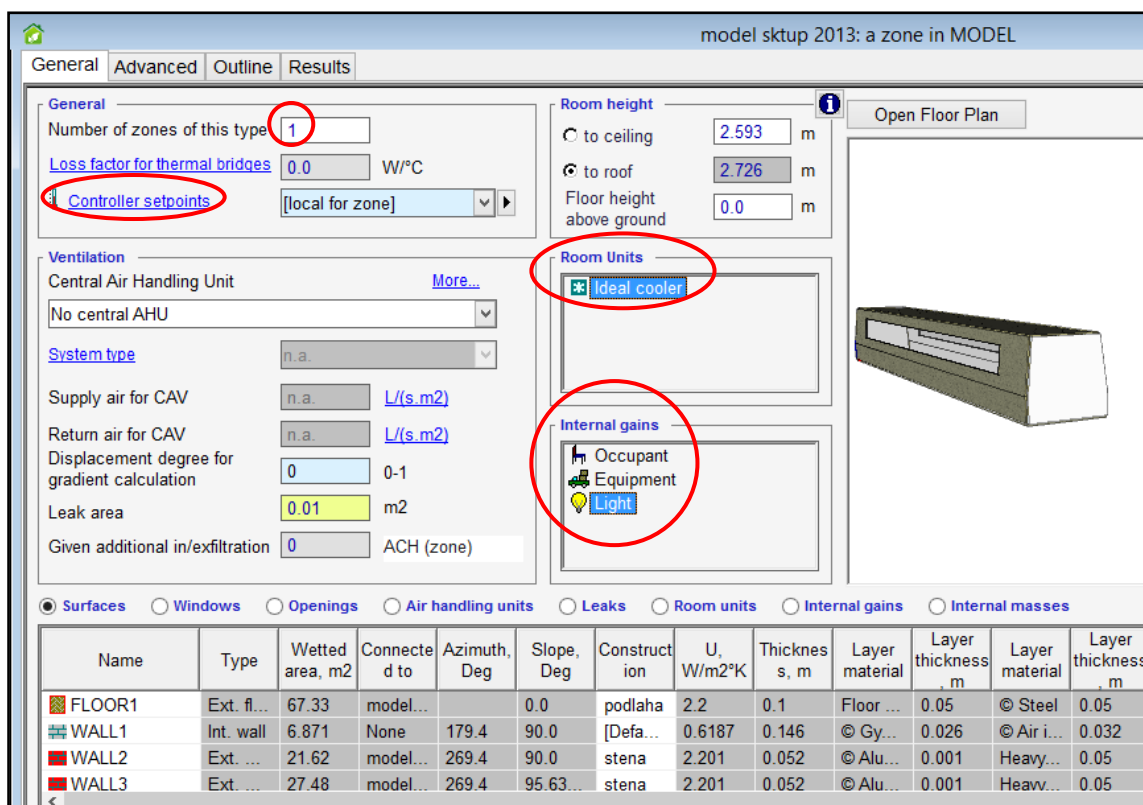 model sktup 2013: a zone in MODEL
General Advanced Outline Results
General
Number of zones of this type 1
Loss factor for thermal bridges 0.0 W/°C
Controller setpoints [local for zone]
Room height
to ceiling 2.593 m
to roof 2.726 m
Floor height
above ground 0.0 m
Open Floor Plan
Ventilation
Central Air Handling Unit More...
No central AHU
System type n.a.
Supply air for CAV n.a. L/(s.m2)
Return air for CAV n.a. L/(s.m2)
Displacement degree for
gradient calculation 0 0-1
Leak area 0.01 m2
Given additional in/exfiltration 0 ACH (zone)
Room Units
Ideal cooler
Internal gains
Occupant
Equipment
Light
Surfaces Windows Openings Air handling units Leaks Room units Internal gains Internal masses
Name Type Wetted area, m2 Connecte d to Azimuth, Deg Slope, Deg Construct ion U, W/m2°K Thicknes s, m Layer material Layer thickness , m Layer material Layer thickness , m
FLOOR1 Ext. fl... 67.33 model... 0.0 podlaha 2.2 0.1 Floor ... 0.05 © Steel 0.05
WALL1 Int. wall 6.871 None 179.4 90.0 [Defa... 0.6187 0.146 © Gy... 0.026 © Air i... 0.032
WALL2 Ext. ... 21.62 model... 269.4 90.0 stena 2.201 0.052 © Alu... 0.001 Heavy... 0.05
WALL3 Ext. ... 27.48 model... 269.4 95.63... stena 2.201 0.052 © Alu... 0.001 Heavy... 0.05